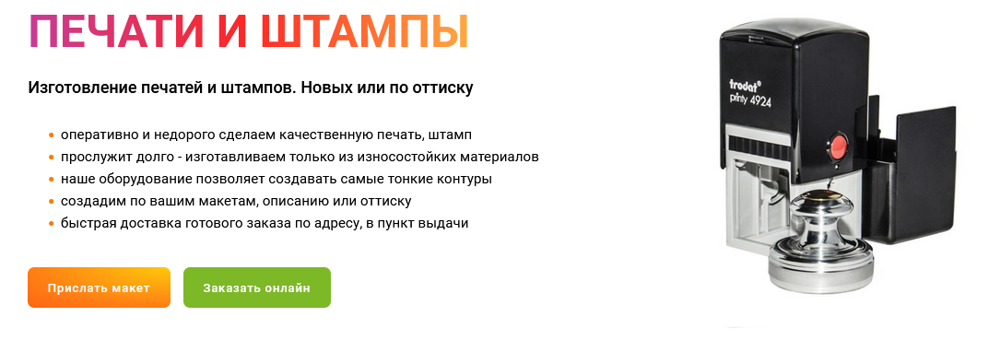 ПЕЧАТИ И ШТАМПЫ
Изготовление печатей и штампов. Новых или по оттиску
оперативно и недорого сделаем качественную печать, штамп
прослужит долго - изготавливаем только из износостойких материалов
наше оборудование позволяет создавать самые тонкие контуры
создадим по вашим макетам, описанию или оттиску
быстрая доставка готового заказа по адресу, в пункт выдачи
Прислать макет
Заказать онлайн
trodat®
printy 4924